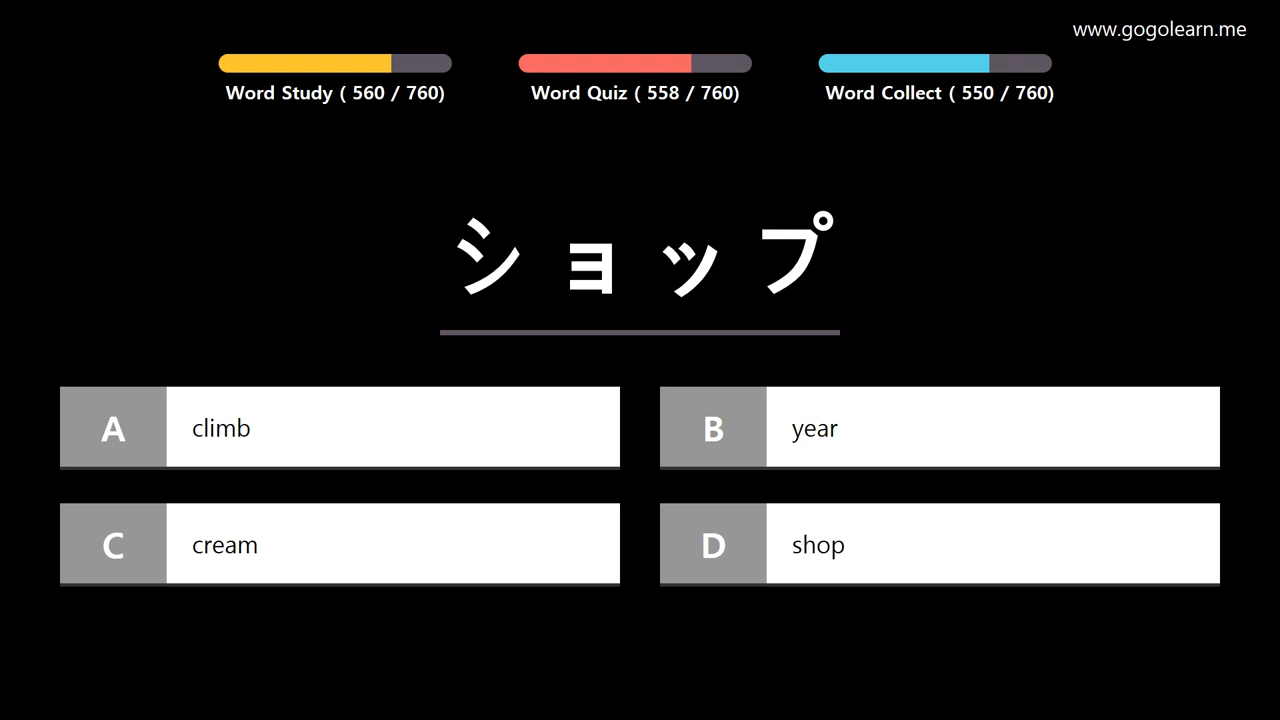 www.gogolearn.me
Word Study ( 560 / 760)
Word Quiz ( 558 / 760)
Word Collect ( 550 / 760)
ショップ
A climb
B year
C cream
D shop